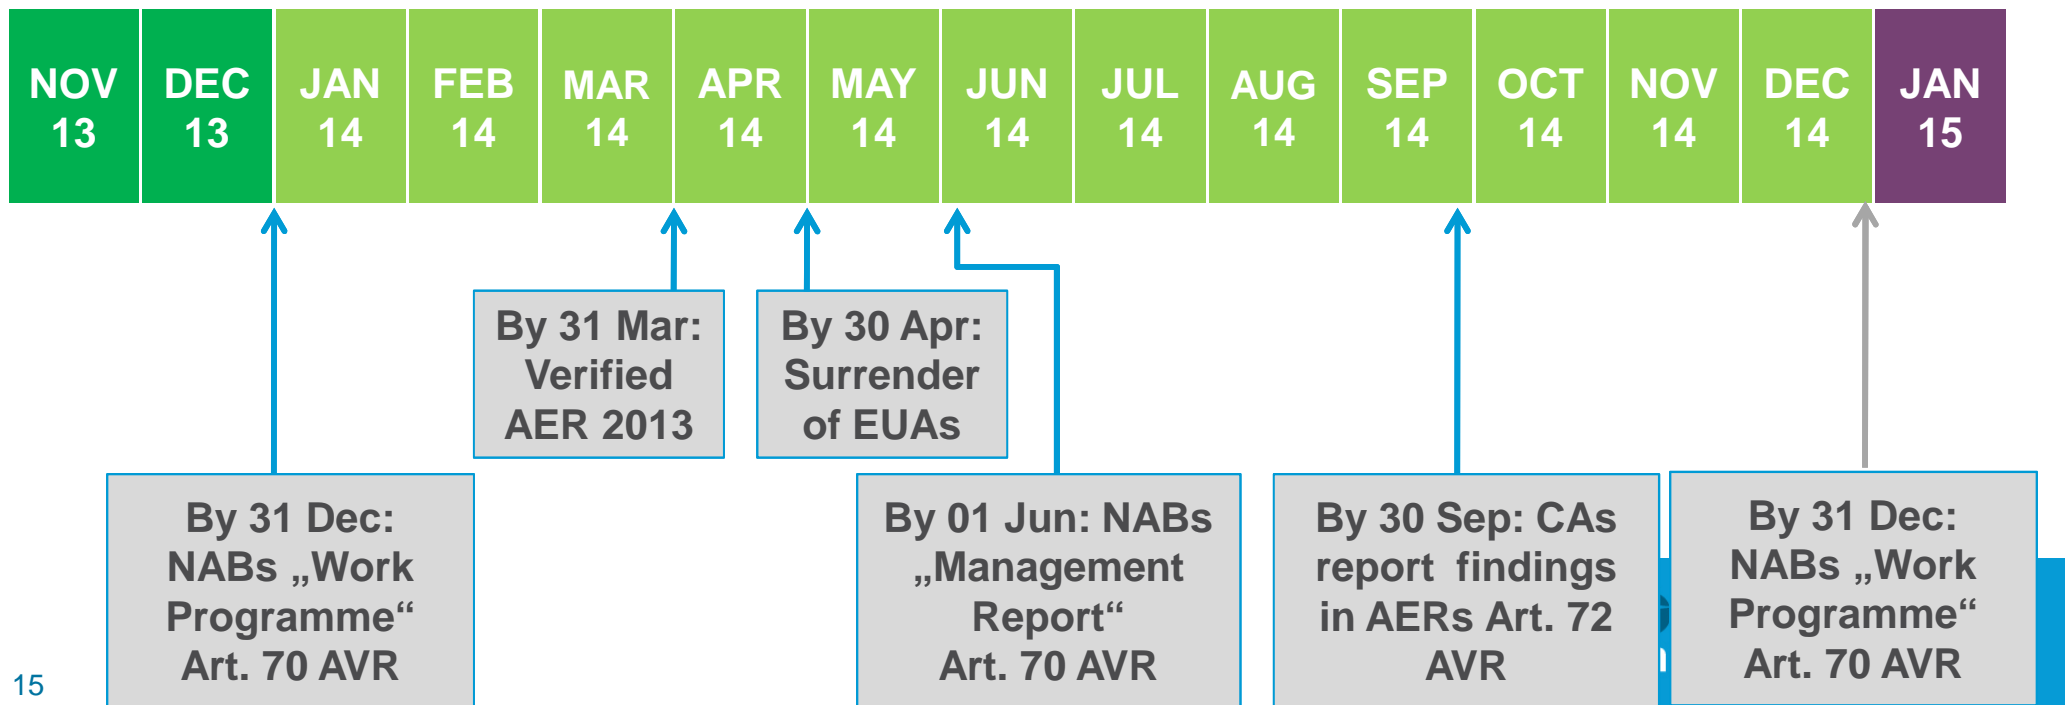 NOV
13
DEC
13
JAN
14
FEB
14
MAR
14
APR
14
MAY
14
JUN
14
JUL
14
AUG
14
SEP
14
OCT
14
NOV
14
DEC
14
JAN
15
By 31 Mar:
Verified
AER 2013
By 30 Apr:
Surrender
of EUAs
By 31 Dec:
NABs „Work
Programme“
Art. 70 AVR
By 01 Jun: NABs
„Management
Report“
Art. 70 AVR
By 30 Sep: CAs
report findings
in AERs Art. 72
AVR
By 31 Dec:
NABs „Work
Programme“
Art. 70 AVR
15